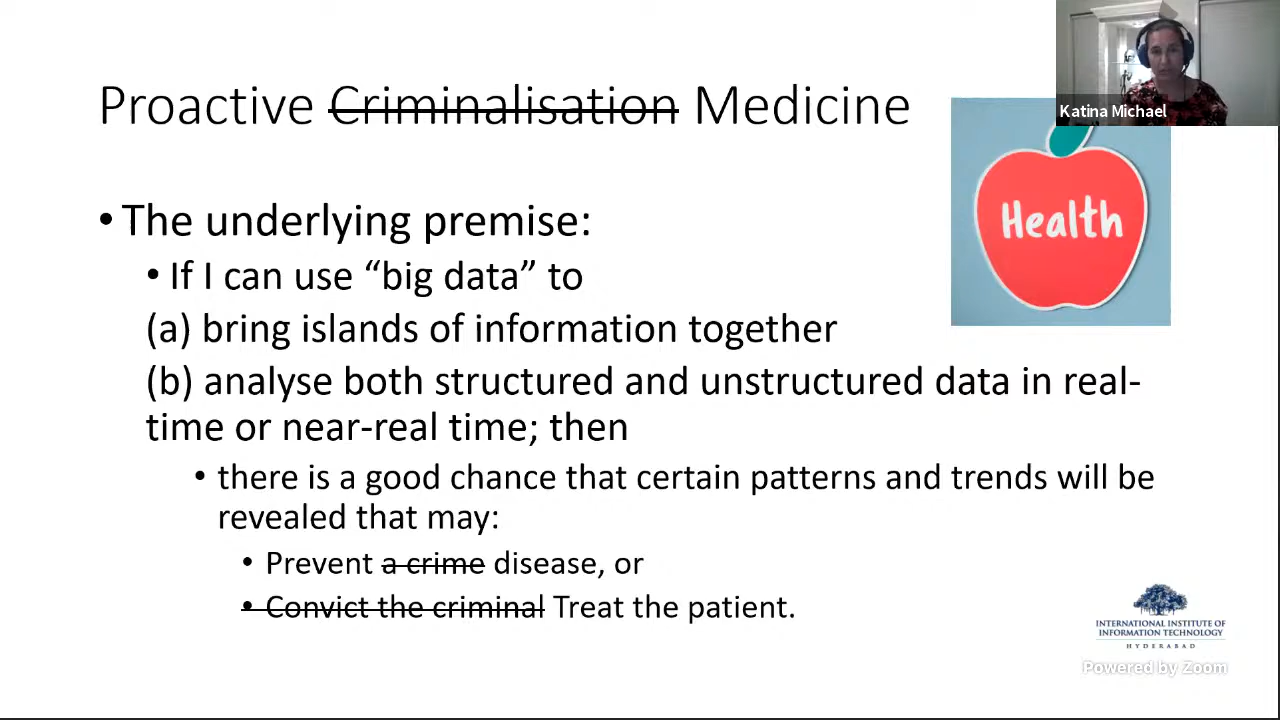 Katina Michael
Proactive Criminalisation Medicine
Health
• The underlying premise:
• If I can use “big data” to
(a) bring islands of information together
(b) analyse both structured and unstructured data in real-
time or near-real time; then
• there is a good chance that certain patterns and trends will be
revealed that may:
• Prevent a crime disease, or
• Convict the criminal Treat the patient.
INTERNATIONAL INSTITUTE OF
INFORMATION TECHNOLOGY
HYDERABAD
Powered by Zoom